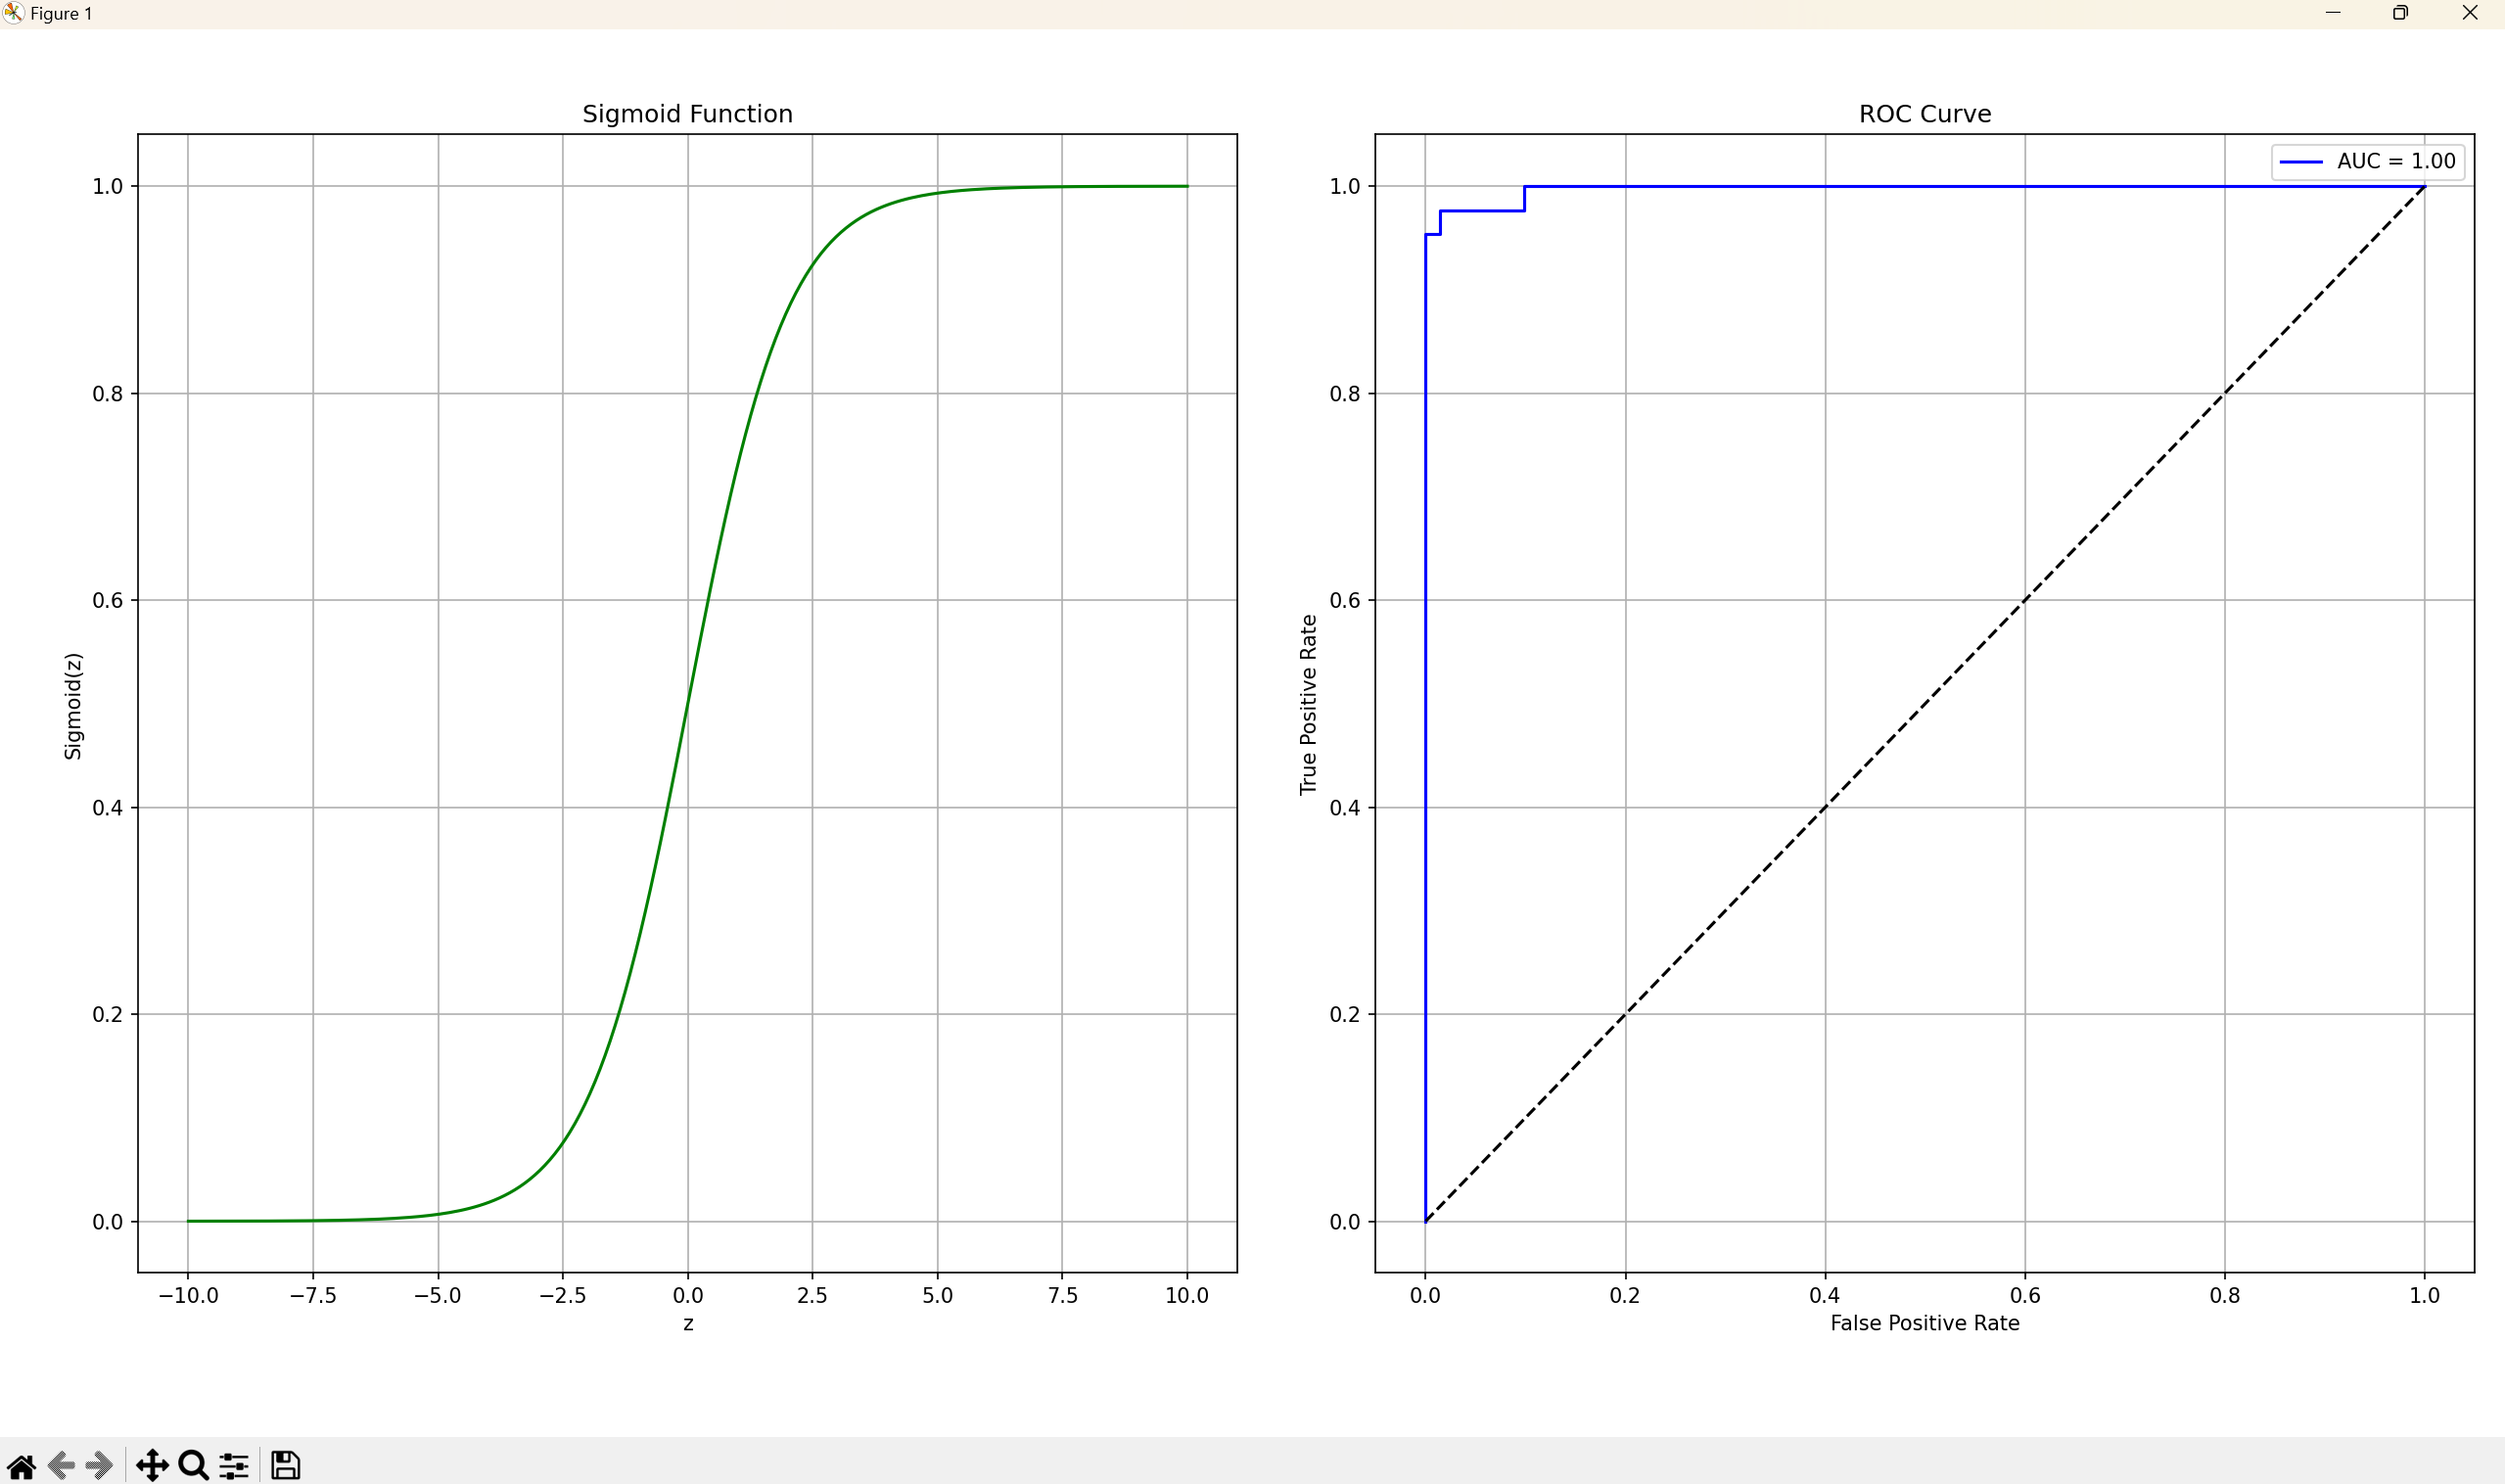 Figure 1
Sigmoid Function
1.0
0.8
0.6
0.4
0.2
0.0
Sigmoid(z)
−10.0 −7.5 −5.0 −2.5 0.0 2.5 5.0 7.5 10.0
z
ROC Curve
AUC = 1.00
1.0
0.8
0.6
0.4
0.2
0.0
True Positive Rate
0.0 0.2 0.4 0.6 0.8 1.0
False Positive Rate